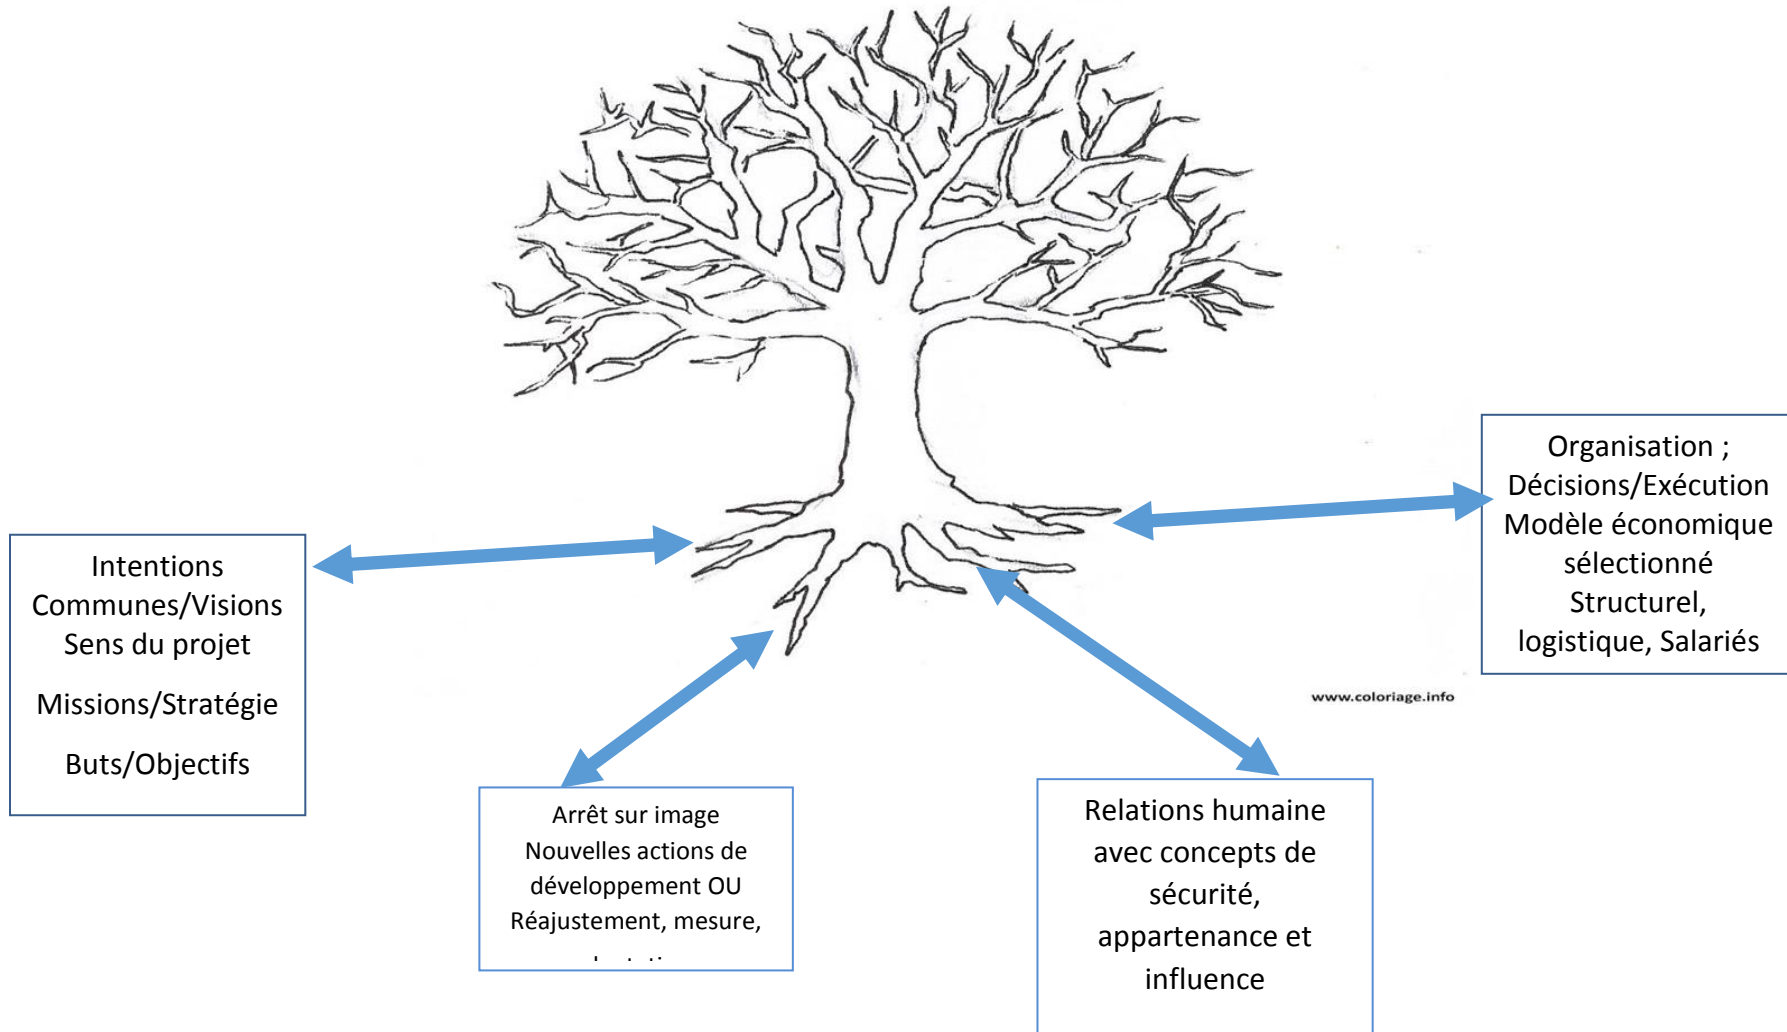 Intentions
Communes/Visions
Sens du projet
Missions/Stratégie
Buts/Objectifs
Arrêt sur image
Nouvelles actions de
développement OU
Réajustement, mesure,
Relations humaine
avec concepts de
sécurité,
appartenance et
influence
Organisation ;
Décisions/Exécution
Modèle économique
sélectionné
Structurel,
logistique, Salariés
www.coloriage.info